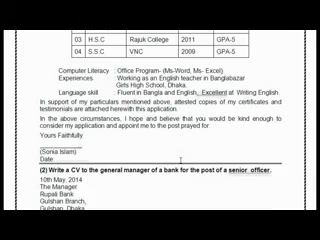 03 H.S.C Rajuk College 2011 GPA-5
04 S.S.C VNC 2009 GPA-5
Computer Literacy : Office Program- (Ms-Word, Ms- Excel)
Experiences : Working as an English teacher in Banglabazar
Girls High School, Dhaka.
Language skill : Fluent in Bangla and English, Excellent at Writing English.
In support of my particulars mentioned above, attested copies of my certificates and
testimonials are attached herewith this application.
In the above circumstances, I hope and believe that you would be kind enough to
consider my application and appoint me to the post prayed for.
Yours Faithfully
(Sonia Islam)
Date
(2) Write a CV to the general manager of a bank for the post of a senior officer.
10th May, 2014
The Manager
Rupali Bank
Gulshan Branch,
Gulshan, Dhaka